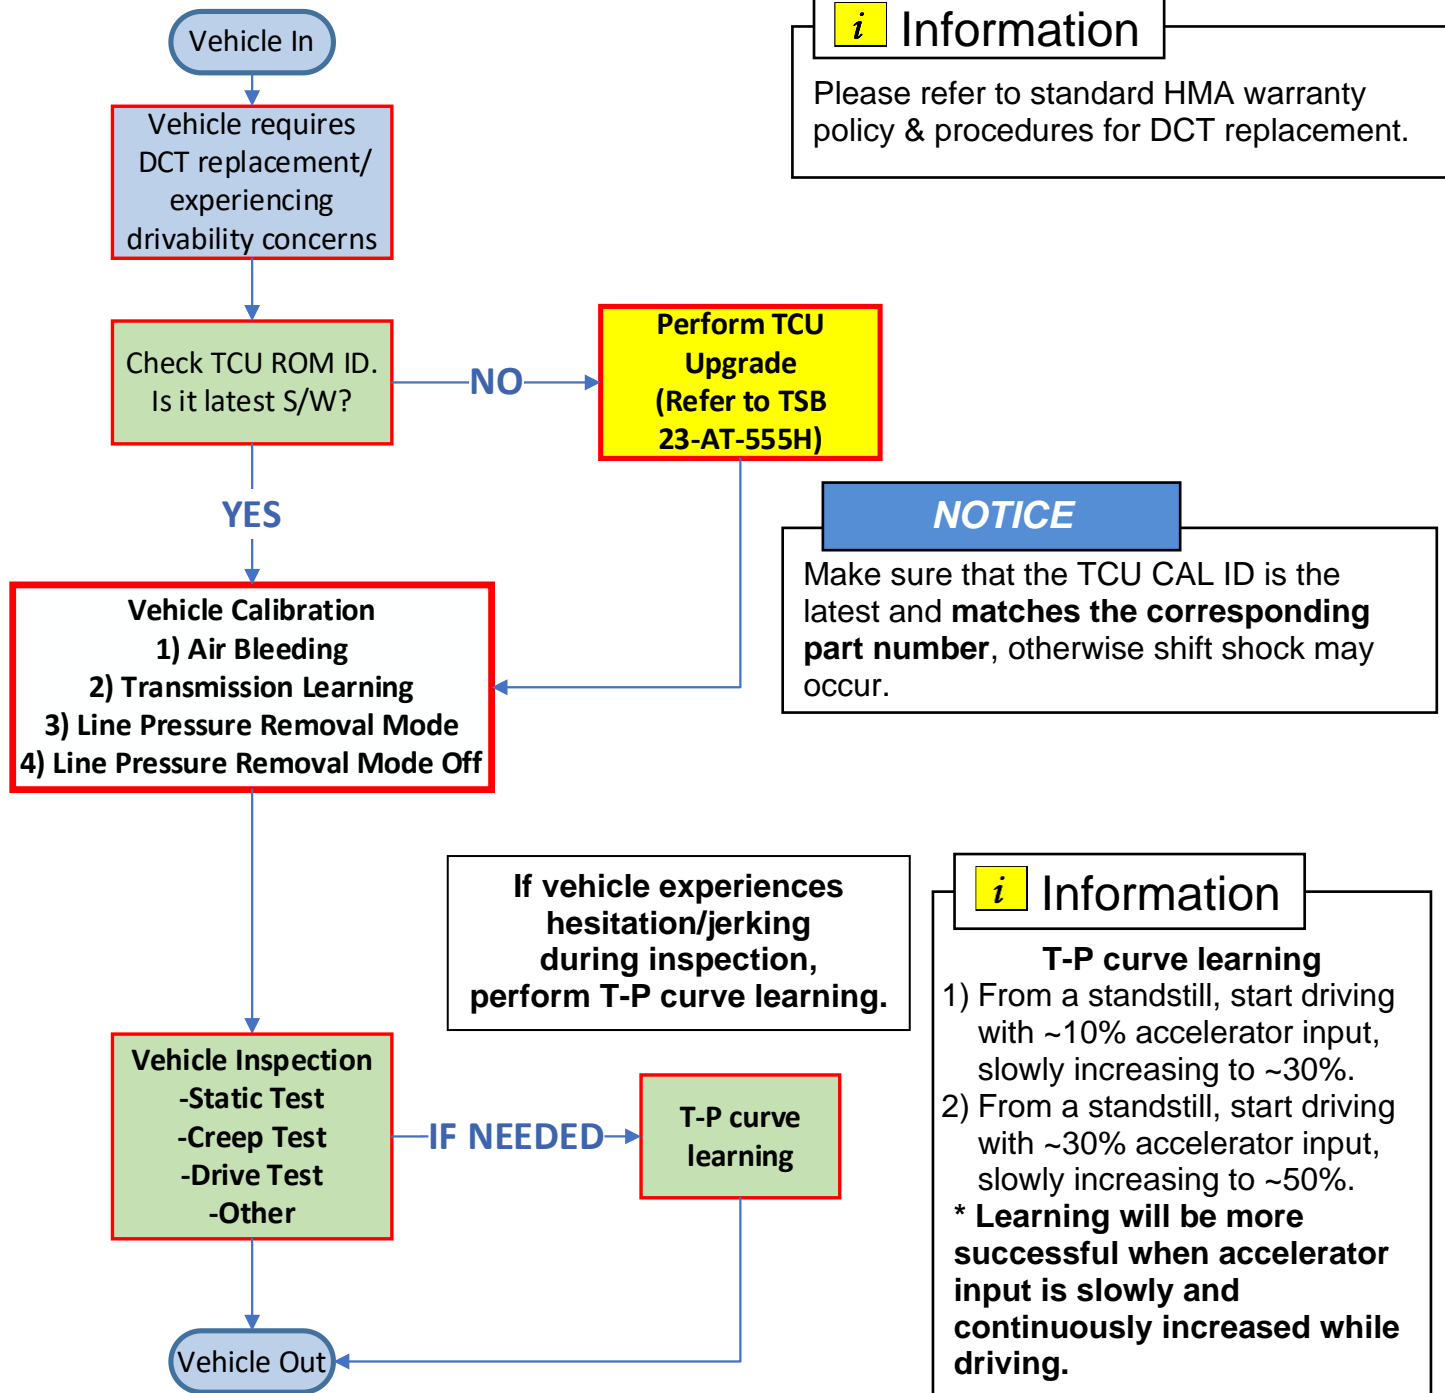 Vehicle In
Vehicle requires
DCT replacement/
experiencing
drivability concerns
i Information
Please refer to standard HMA warranty
policy & procedures for DCT replacement.
Check TCU ROM ID.
Is it latest S/W?
NO
Perform TCU
Upgrade
(Refer to TSB
23-AT-555H)
YES
NOTICE
Make sure that the TCU CAL ID is the
latest and matches the corresponding
part number, otherwise shift shock may
occur.
Vehicle Calibration
1) Air Bleeding
2) Transmission Learning
3) Line Pressure Removal Mode
4) Line Pressure Removal Mode Off
If vehicle experiences
hesitation/jerking
during inspection,
perform T-P curve learning.
Vehicle Inspection
-Static Test
-Creep Test
-Drive Test
-Other
IF NEEDED
T-P curve
learning
i Information
T-P curve learning
1) From a standstill, start driving
with ~10% accelerator input,
slowly increasing to ~30%.
2) From a standstill, start driving
with ~30% accelerator input,
slowly increasing to ~50%.
* Learning will be more
successful when accelerator
input is slowly and
continuously increased while
driving.
Vehicle Out